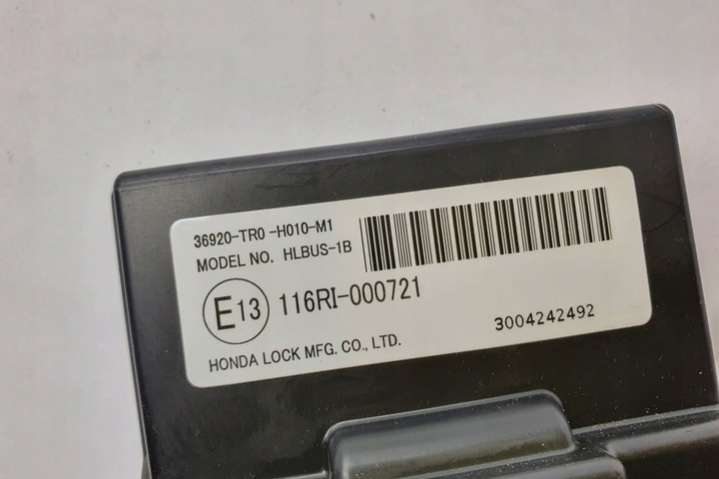 36920-TR0 -H010-M1
MODEL NO. HLBUS-1B
E13 116RI-000721
3004242492
HONDA LOCK MFG. CO., LTD.